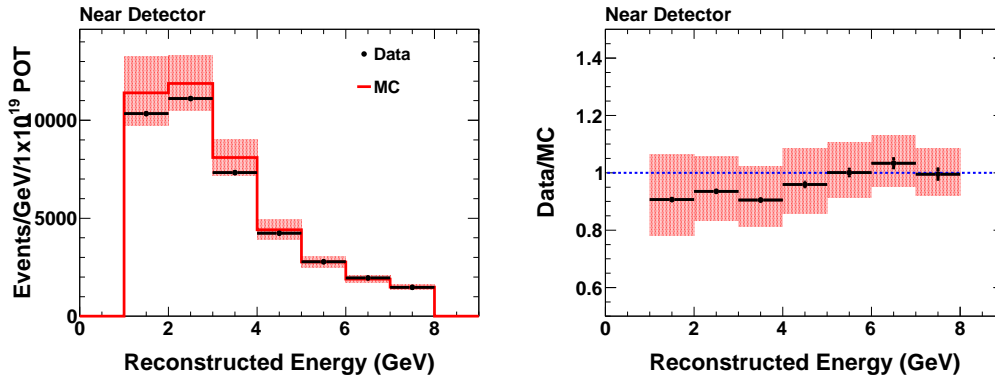 Near Detector
Events/GeV/1x10¹⁹ POT
10000
5000
0
Data
MC
0 2 4 6 8
Reconstructed Energy (GeV)
Near Detector
Data/MC
1.4
1.2
1
0.8
0.6
0 2 4 6 8
Reconstructed Energy (GeV)